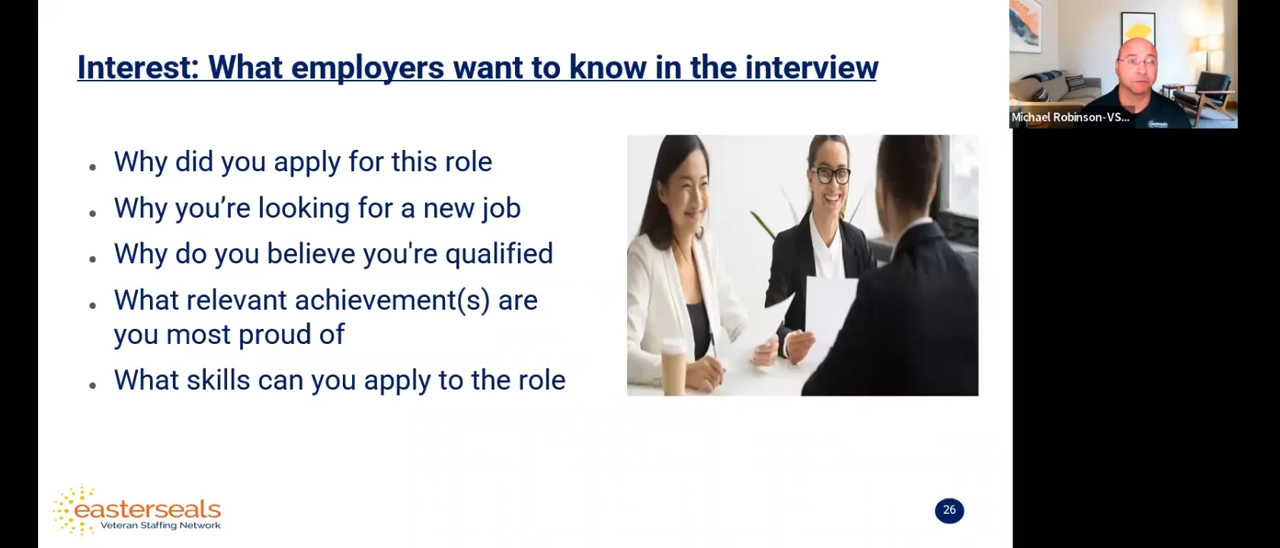 Interest: What employers want to know in the interview
Why did you apply for this role
Why you’re looking for a new job
Why do you believe you're qualified
What relevant achievement(s) are
you most proud of
What skills can you apply to the role
easterseals
Veteran Staffing Network
26
Michael Robinson-VS...